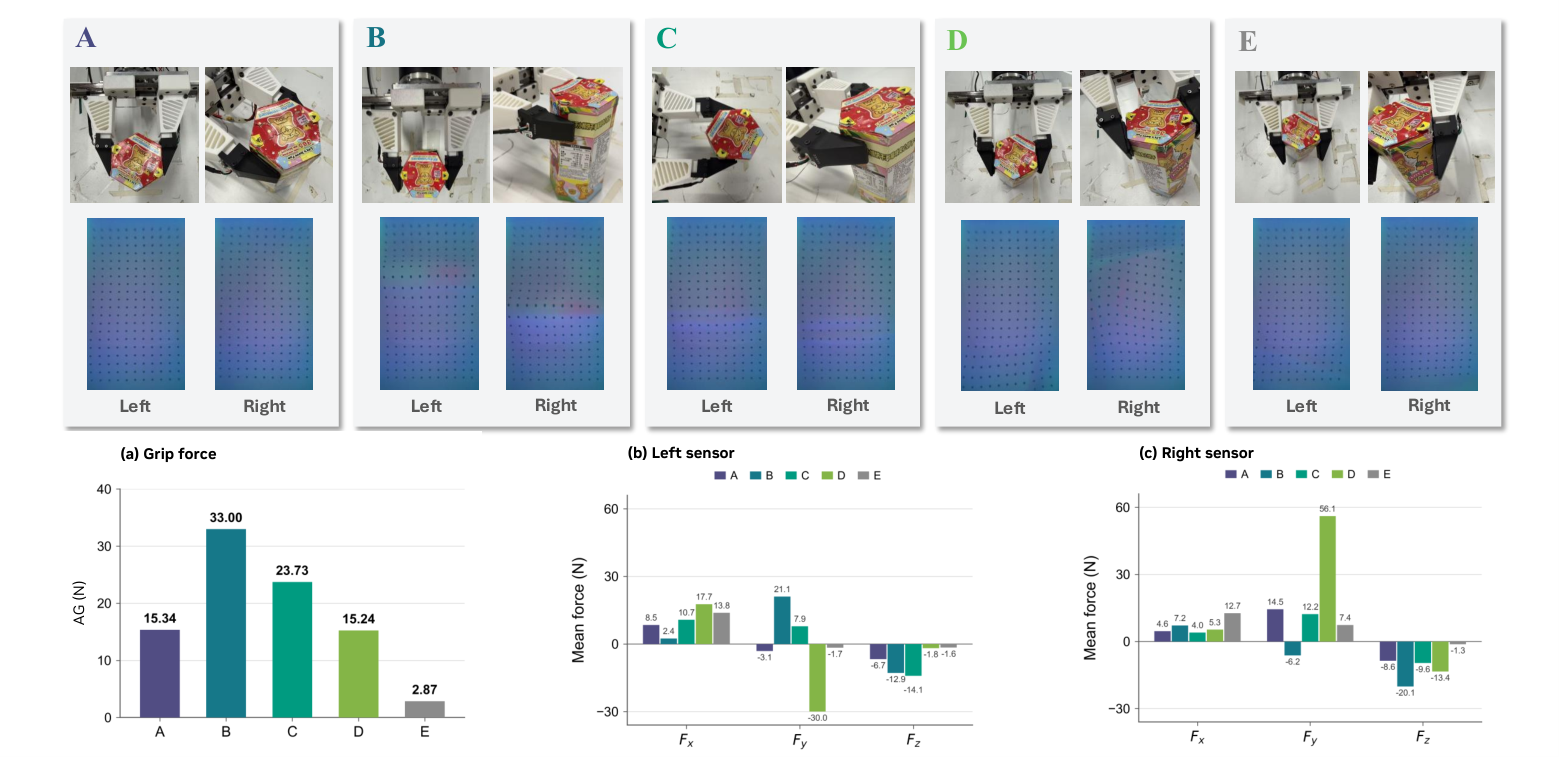 A
B
C
D
E
Left
Right
Left
Right
Left
Right
Left
Right
Left
Right
(a) Grip force
AG (N)
40
30
20
10
0
15.34
33.00
23.73
15.24
2.87
A
B
C
D
E
(b) Left sensor
A B C D E
Mean force (N)
60
30
0
−30
8.5
2.4
10.7
17.7
13.8
-3.1
21.1
7.9
-30.0
-1.7
-6.7
-12.9
-14.1
-1.8
-1.6
Fx
Fy
Fz
(c) Right sensor
A B C D E
Mean force (N)
60
30
0
−30
4.6
7.2
4.0
5.3
12.7
14.5
-6.2
12.2
56.1
7.4
-8.6
-20.1
-9.6
-13.4
-1.3
Fx
Fy
Fz